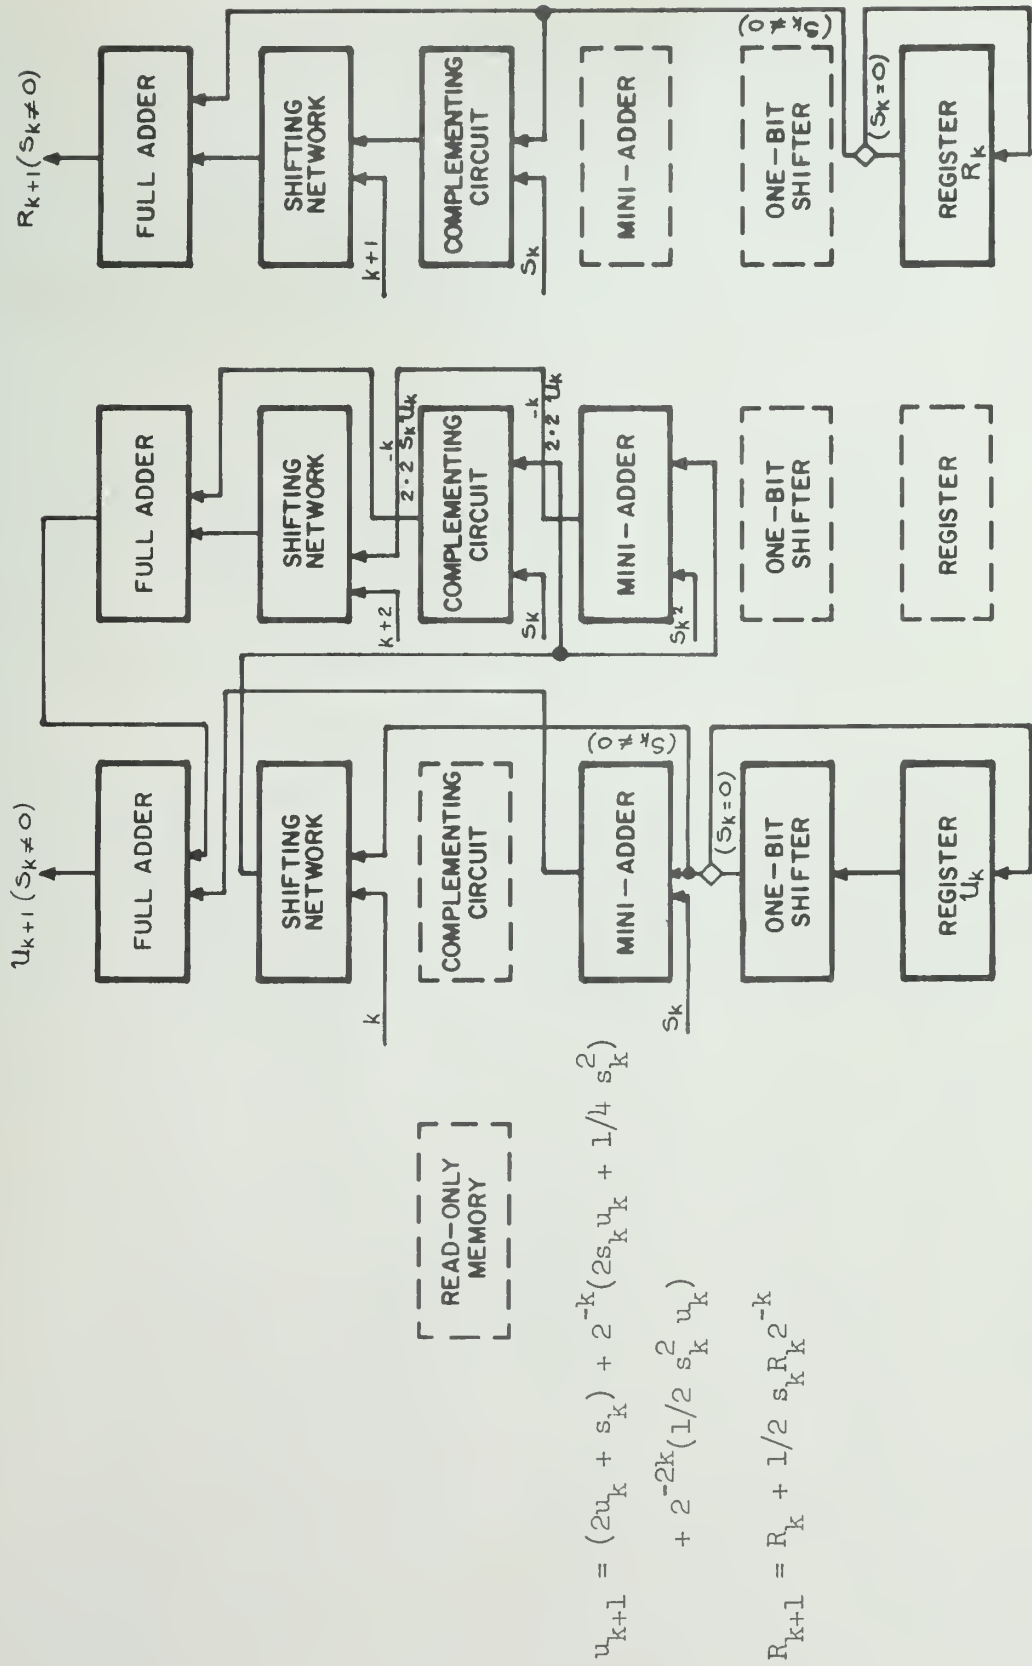 u_{k+1} (s_k ≠ 0)
FULL ADDER
SHIFTING
NETWORK
k
COMPLEMENTING
CIRCUIT
MINI-ADDER
s_k
(s_k ≠ 0)
(s_k = 0)
ONE-BIT
SHIFTER
REGISTER
u_k
FULL ADDER
SHIFTING
NETWORK
k+2
2·2^{-k} s_k u_k
COMPLEMENTING
CIRCUIT
s_k
2·2^{-k} u_k
MINI-ADDER
s_k^2
ONE-BIT
SHIFTER
REGISTER
R_{k+1} (s_k ≠ 0)
FULL ADDER
SHIFTING
NETWORK
k+1
COMPLEMENTING
CIRCUIT
s_k
MINI-ADDER
ONE-BIT
SHIFTER
(s_k ≠ 0)
(s_k = 0)
REGISTER
R_k
READ-ONLY
MEMORY
u_{k+1} = (2u_k + s_k) + 2^{-k}(2s_k u_k + 1/4 s_k^2)
+ 2^{-2k}(1/2 s_k^2 u_k)
R_{k+1} = R_k + 1/2 s_k R_k 2^{-k}